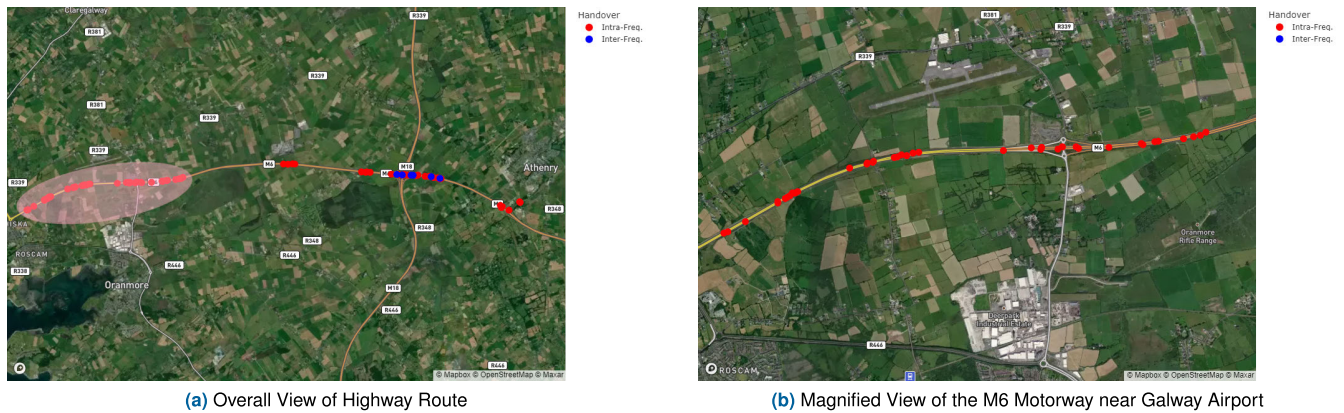 Claregalway
R381
R339
R339
R381
R339
R339
R339
M6
M18
M6
Athenry
R348
ROSCAM
R338
Oranmore
R446
R348
R446
R348
M18
R446
R446
© Mapbox © OpenStreetMap © Maxar
Handover
Intra-Freq.
Inter-Freq.
(a) Overall View of Highway Route
R381
R339
R339
M6
Oranmore
Rifle Range
Deerpark
Industrial Estate
R446
ROSCAM
© Mapbox © OpenStreetMap © Maxar
Handover
Intra-Freq.
Inter-Freq.
(b) Magnified View of the M6 Motorway near Galway Airport